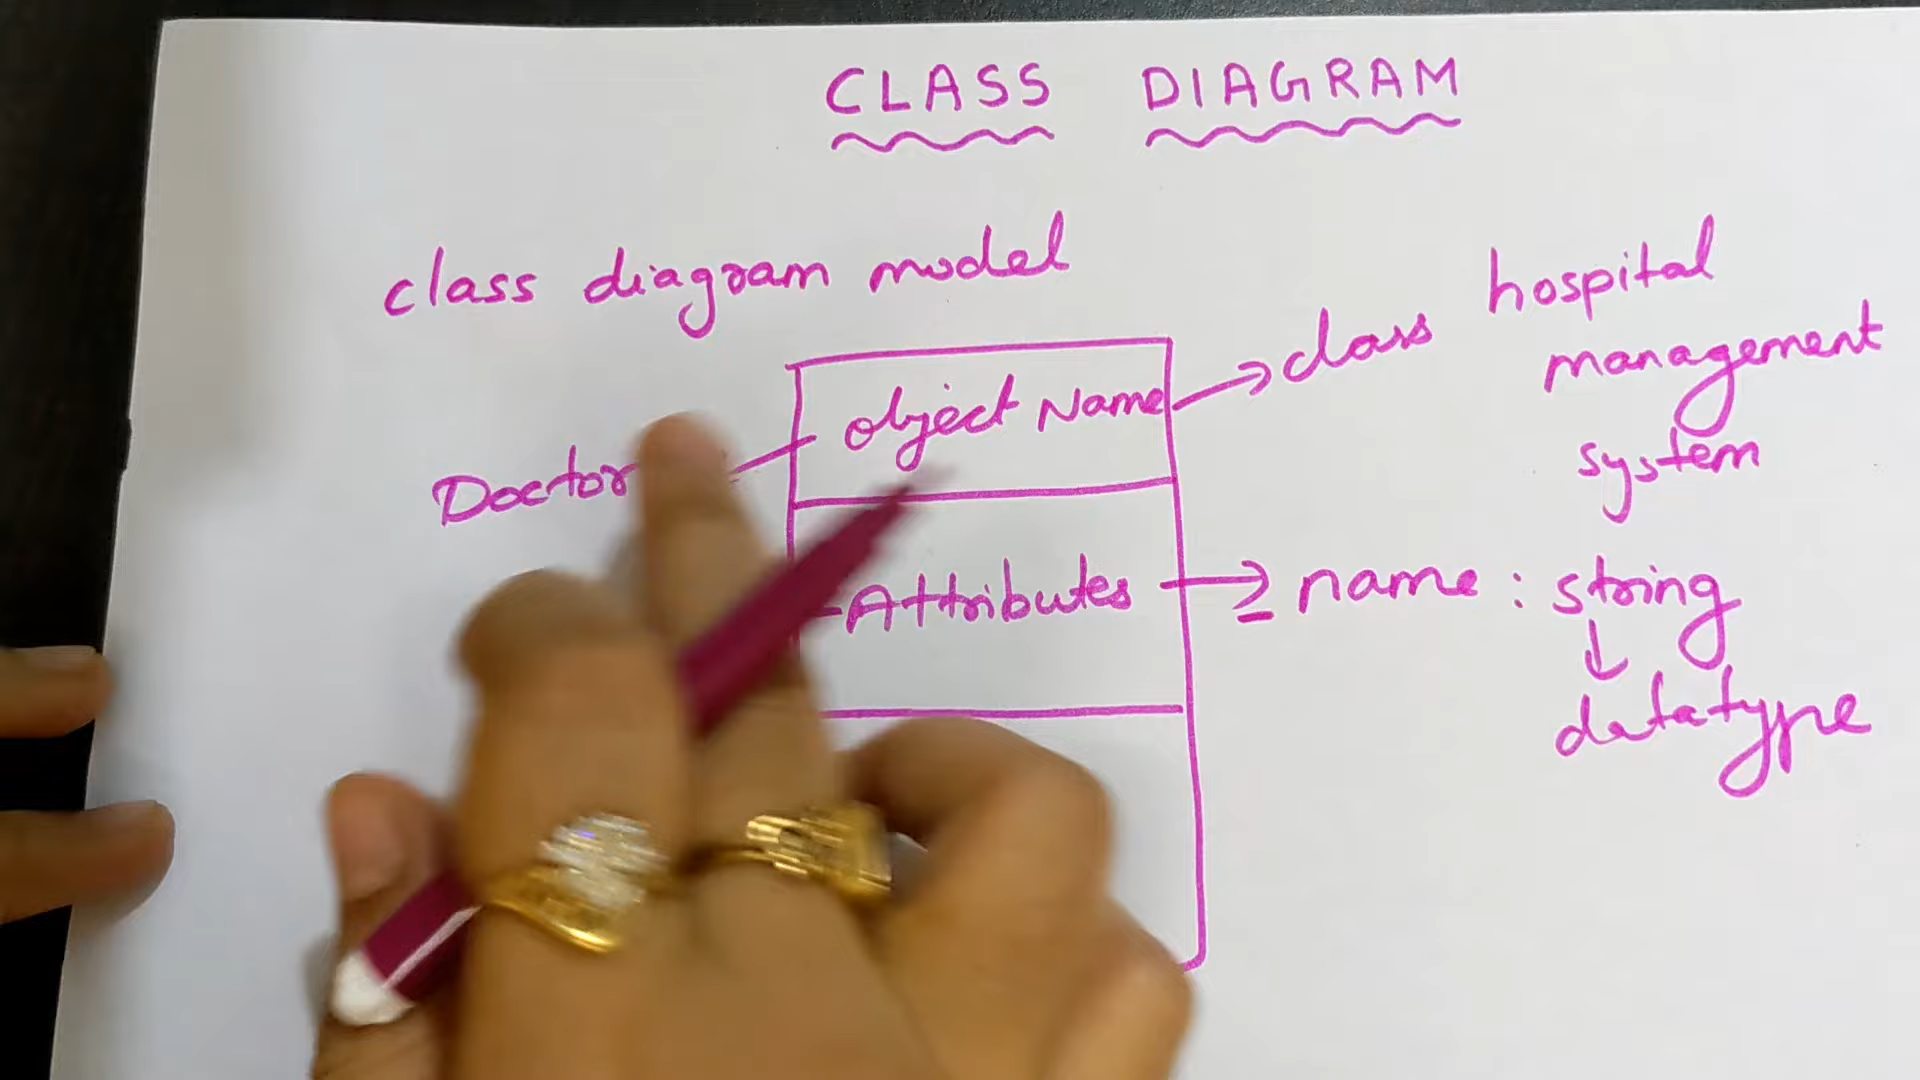 CLASS DIAGRAM
class diagram model
hospital
management
system
class
Object Name
Doctor
Attributes
- name : string
datatype